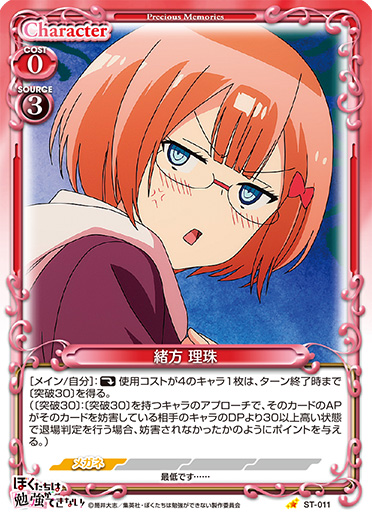 Precious Memories
Character
COST
0
SOURCE
3
緒方 理珠
[メイン/自分]: 使用コストが4のキャラ1枚は、ターン終了時まで
[突破30]を得る。
([突破30]:[突破30]を持つキャラのアプローチで、そのカードのAP
がそのカードを妨害している相手のキャラのDPより30以上高い状態
で退場判定を行う場合、妨害されなかったかのようにポイントを与え
る。)
メガネ
最低です……
ぼくたちは
勉強ができない
©筒井大志/集英社・ぼくたちは勉強ができない製作委員会
ST-011